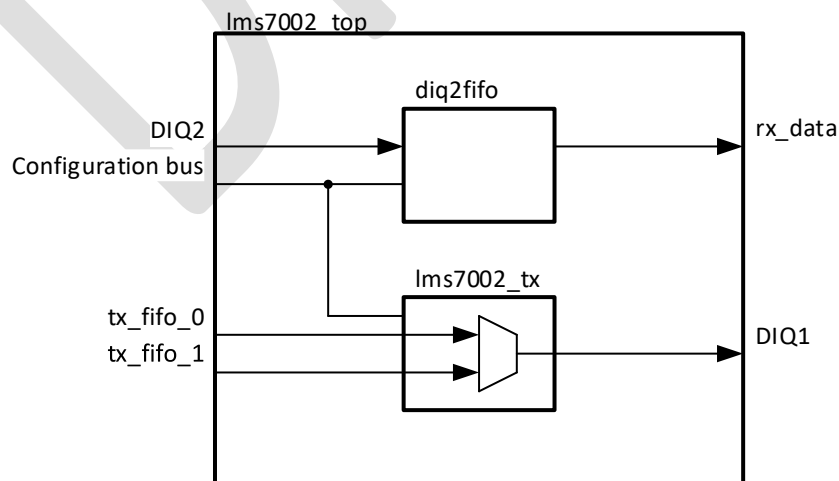 lms7002_top
diq2fifo
DIQ2
rx_data
Configuration bus
lms7002_tx
tx_fifo_0
DIQ1
tx_fifo_1